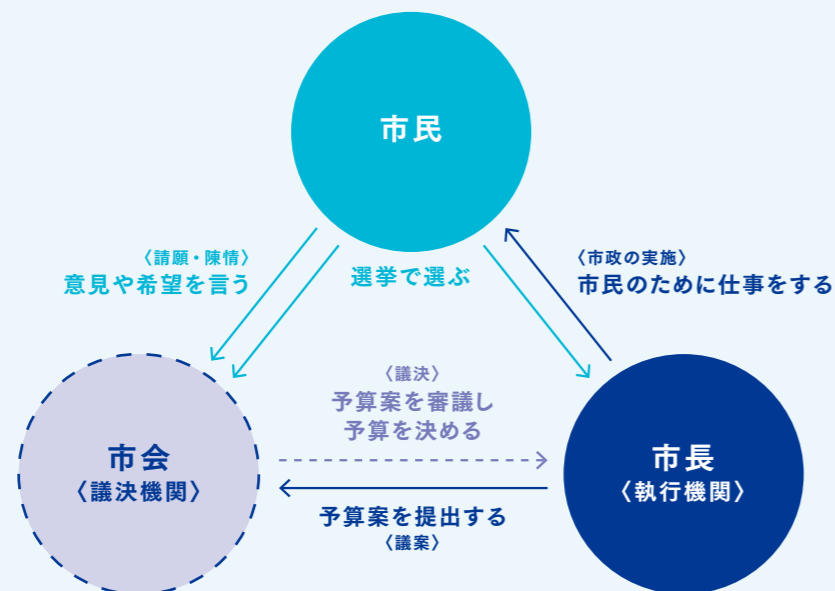 市民
〈請願・陳情〉
意見や希望を言う
選挙で選ぶ
〈市政の実施〉
市民のために仕事をする
〈議決〉
予算案を審議し
予算を決める
市会
〈議決機関〉
市長
〈執行機関〉
予算案を提出する
〈議案〉